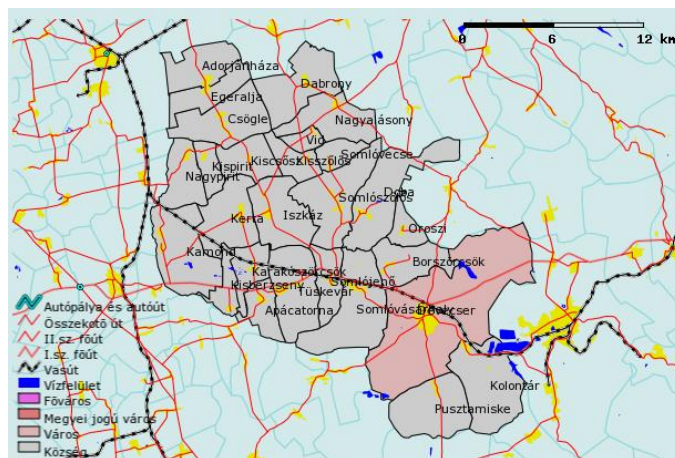 0 6 12 km
Adorjánháza
Dabrony
Egeralja
Csögle
Nagyalásony
Vid
Kiscsősz
Kisszőlős
Somlóvecse
Kispirit
Nagypirit
Doba
Somlószőlős
Kerta
Iszkáz
Oroszi
Kamond
Borszörcsök
Karakószörcsök
Kisberzseny
Somlójenő
Tüskevár
Apácatorna
Somlóvásárhely
Devecser
Kolontár
Pusztamiske
Autópálya és autóút
Összekötő út
II.sz. főút
I.sz. főút
Vasút
Vízfelület
Főváros
Megyei jogú város
Város
Község